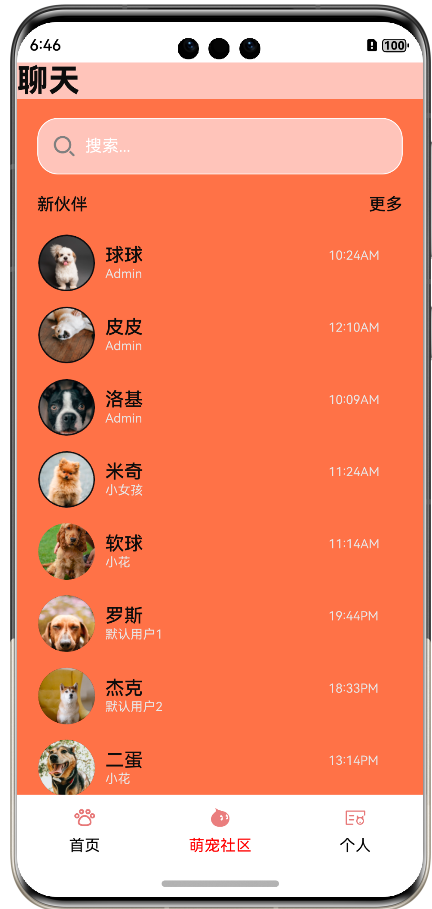 6:46
100
聊天
搜索...
新伙伴 更多
球球 10:24AM
Admin
皮皮 12:10AM
Admin
洛基 10:09AM
Admin
米奇 11:24AM
小女孩
软球 11:14AM
小花
罗斯 19:44PM
默认用户1
杰克 18:33PM
默认用户2
二蛋 13:14PM
小花
首页 萌宠社区 个人